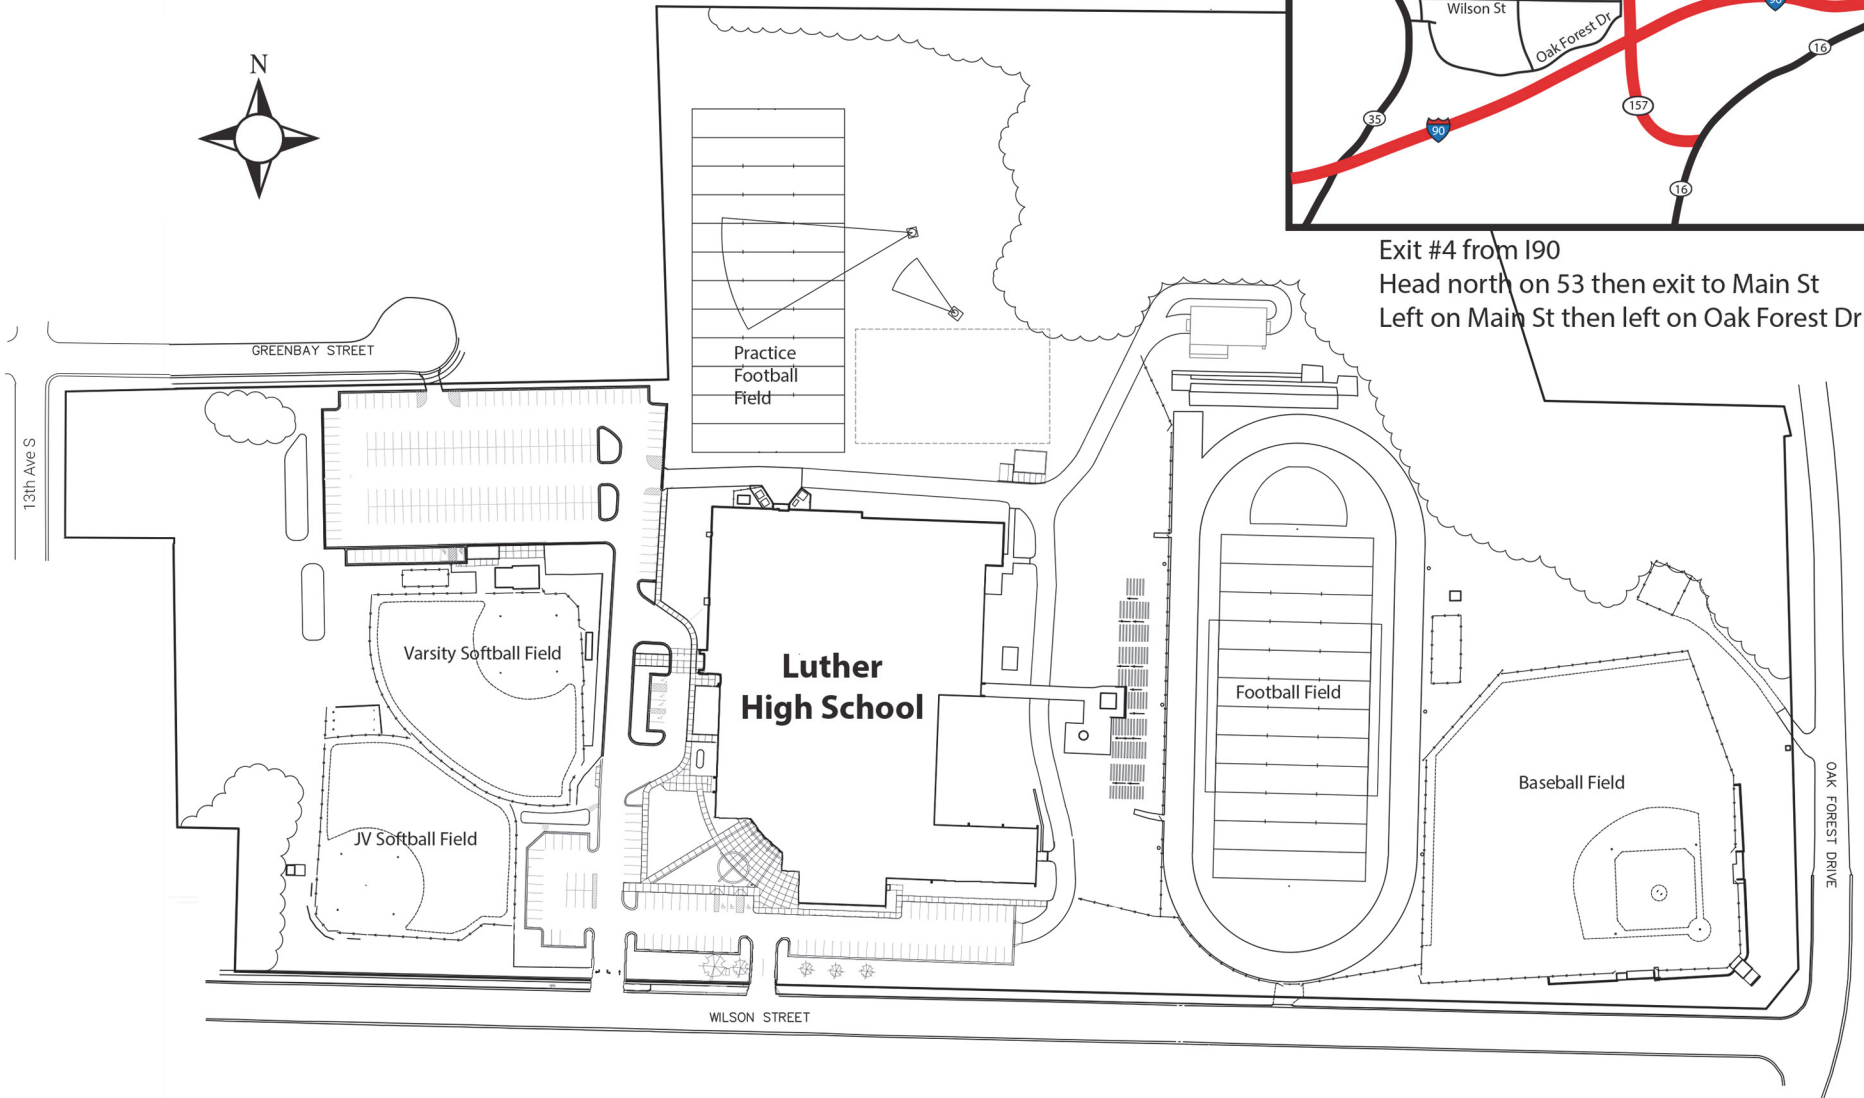 Wilson St
Oak Forest Dr
90
16
35
157
90
16
N
Exit #4 from I90
Head north on 53 then exit to Main St
Left on Main St then left on Oak Forest Dr
GREENBAY STREET
Practice
Football
Field
13th Ave S
Varsity Softball Field
Luther
High School
Football Field
Baseball Field
JV Softball Field
OAK FOREST DRIVE
WILSON STREET